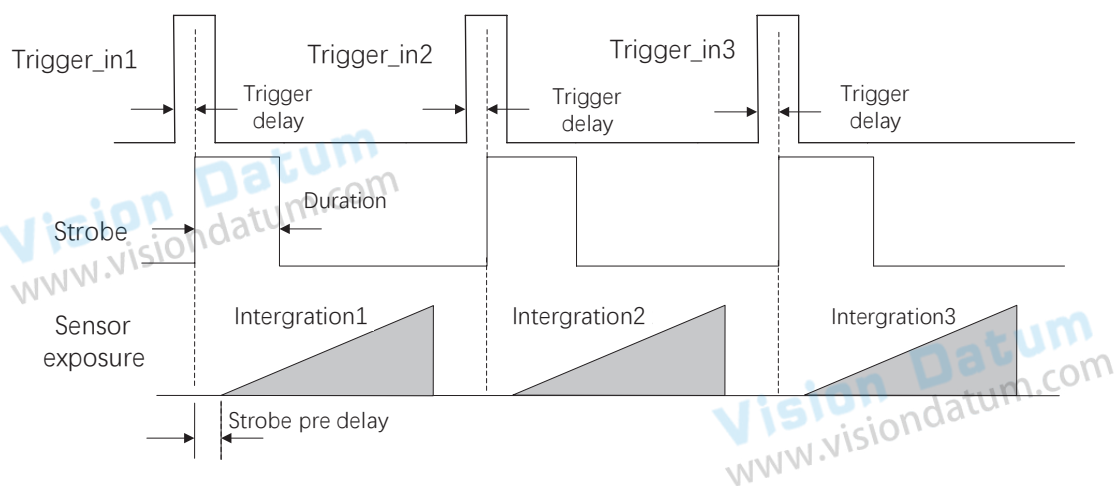 Trigger_in1
Trigger_in2
Trigger_in3
Trigger
delay
Trigger
delay
Trigger
delay
Vision Datum
www.visiondatum.com
Strobe
Duration
Sensor
exposure
Intergration1
Intergration2
Intergration3
Vision Datum
www.visiondatum.com
Strobe pre delay